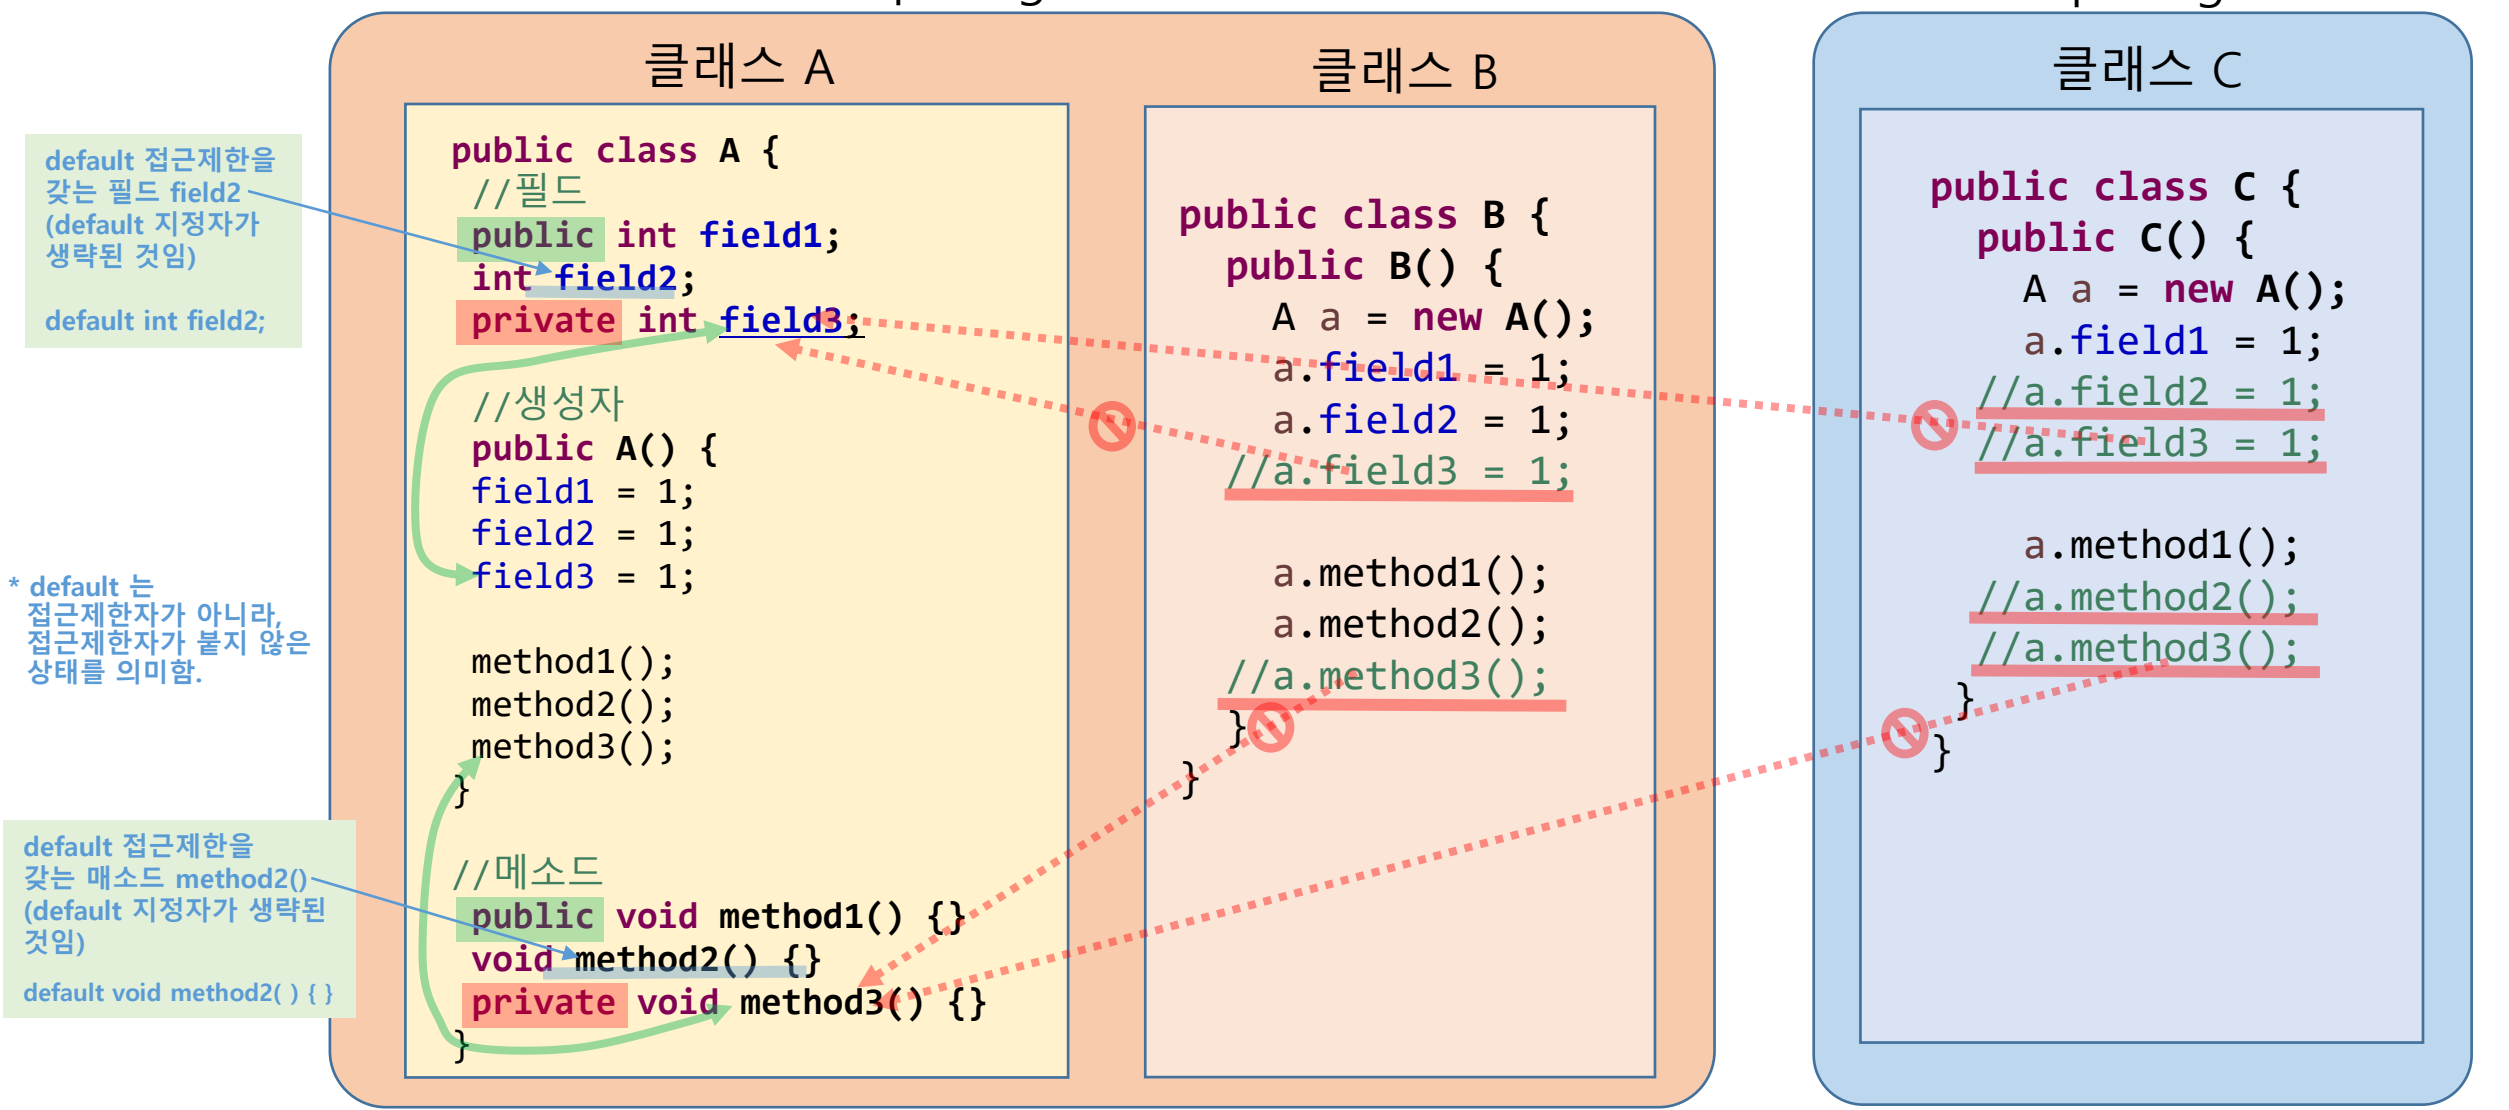 클래스 A
public class A {
//필드
public int field1;
int field2;
private int field3;
//생성자
public A() {
field1 = 1;
field2 = 1;
field3 = 1;
method1();
method2();
method3();
}
//메소드
public void method1() {}
void method2() {}
private void method3() {}
}
default 접근제한을
갖는 필드 field2
(default 지정자가
생략된 것임)
default int field2;
* default 는
접근제한자가 아니라,
접근제한자가 붙지 않은
상태를 의미함.
default 접근제한을
갖는 매소드 method2()
(default 지정자가 생략된
것임)
default void method2( ) { }
클래스 B
public class B {
public B() {
A a = new A();
a.field1 = 1;
a.field2 = 1;
//a.field3 = 1;
a.method1();
a.method2();
//a.method3();
}
}
클래스 C
public class C {
public C() {
A a = new A();
a.field1 = 1;
//a.field2 = 1;
//a.field3 = 1;
a.method1();
//a.method2();
//a.method3();
}
}